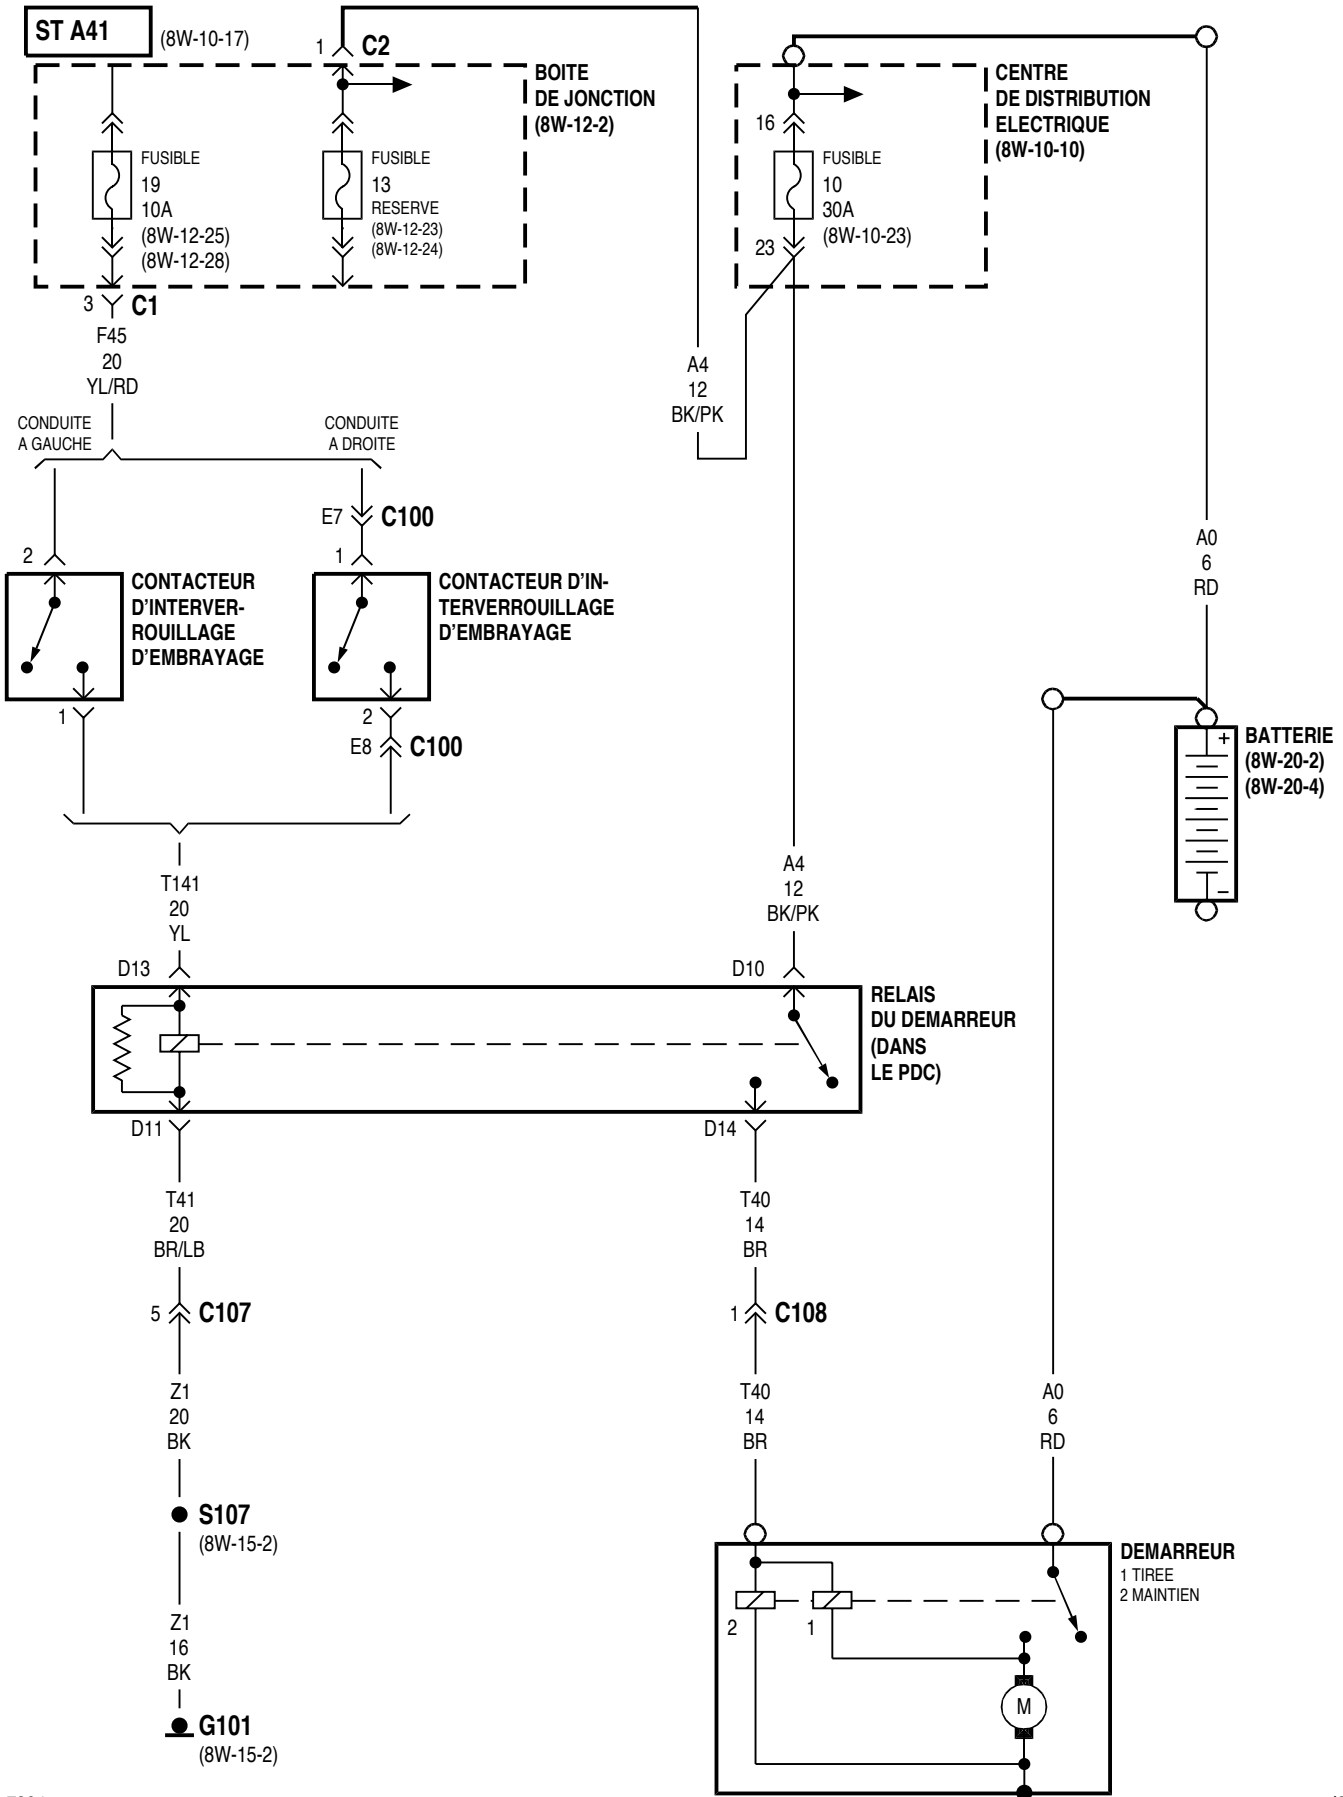 ST A41
(8W-10-17)
1
C2
BOITE
DE JONCTION
(8W-12-2)
CENTRE
DE DISTRIBUTION
ELECTRIQUE
(8W-10-10)
FUSIBLE
19
10A
(8W-12-25)
(8W-12-28)
FUSIBLE
13
RESERVE
(8W-12-23)
(8W-12-24)
16
FUSIBLE
10
30A
(8W-10-23)
23
3
C1
F45
20
YL/RD
A4
12
BK/PK
CONDUITE
A GAUCHE
CONDUITE
A DROITE
E7
C100
2
1
CONTACTEUR
D'INTERVER-
ROUILLAGE
D'EMBRAYAGE
CONTACTEUR D'IN-
TERVERROUILLAGE
D'EMBRAYAGE
A0
6
RD
1
2
E8
C100
+
BATTERIE
(8W-20-2)
(8W-20-4)
−
T141
20
YL
A4
12
BK/PK
D13
D10
RELAIS
DU DEMARREUR
(DANS
LE PDC)
D11
D14
T41
20
BR/LB
T40
14
BR
5
C107
1
C108
Z1
20
BK
T40
14
BR
A0
6
RD
S107
(8W-15-2)
DEMARREUR
1 TIREE
2 MAINTIEN
2
1
Z1
16
BK
M
G101
(8W-15-2)